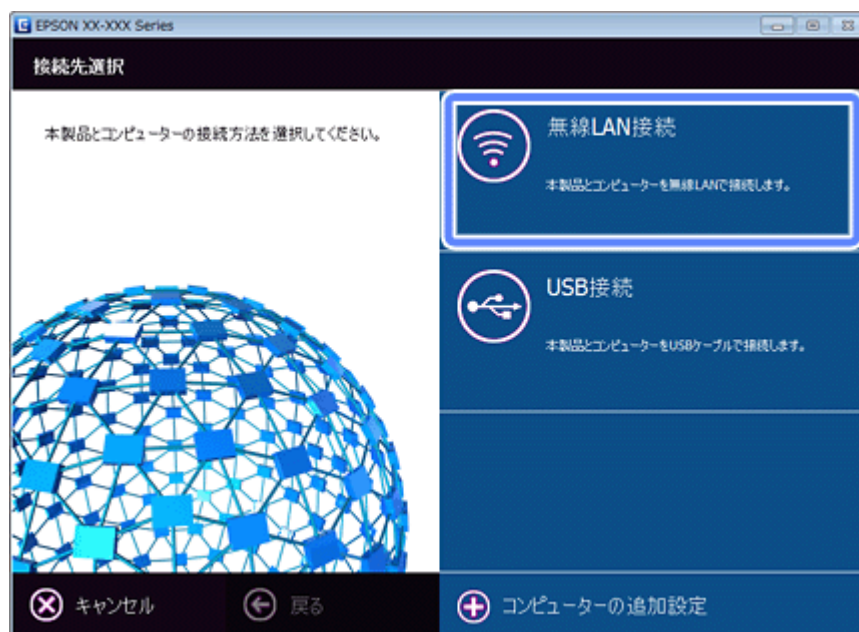 EPSON XX-XXX Series
接続先選択
本製品とコンピューターの接続方法を選択してください。
無線LAN接続
本製品とコンピューターを無線LANで接続します。
USB接続
本製品とコンピューターをUSBケーブルで接続します。
キャンセル
戻る
コンピューターの追加設定